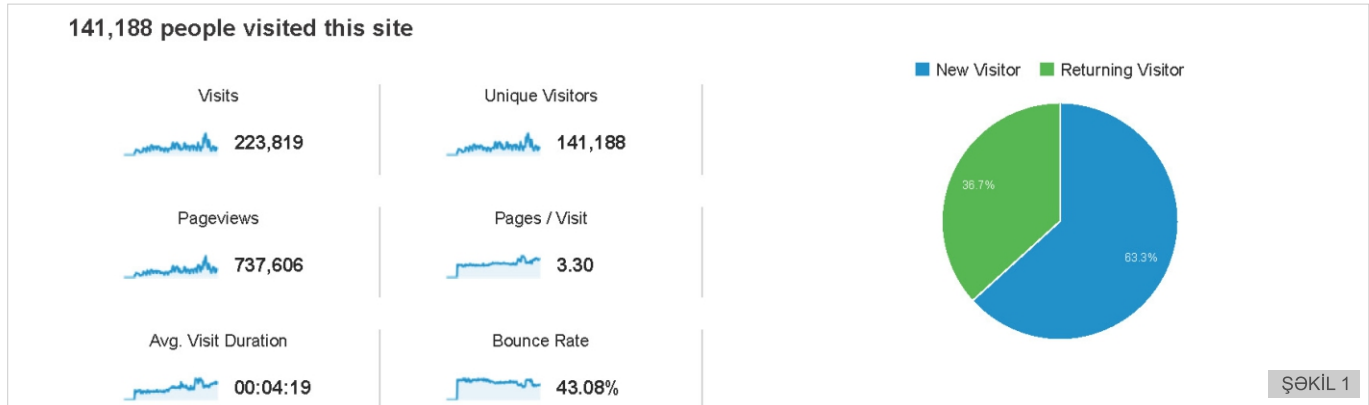 141,188 people visited this site
New Visitor Returning Visitor
Visits
223,819
Unique Visitors
141,188
Pageviews
737,606
Pages / Visit
3.30
Avg. Visit Duration
00:04:19
Bounce Rate
43.08%
36.7%
63.3%
ŞƏKİL 1